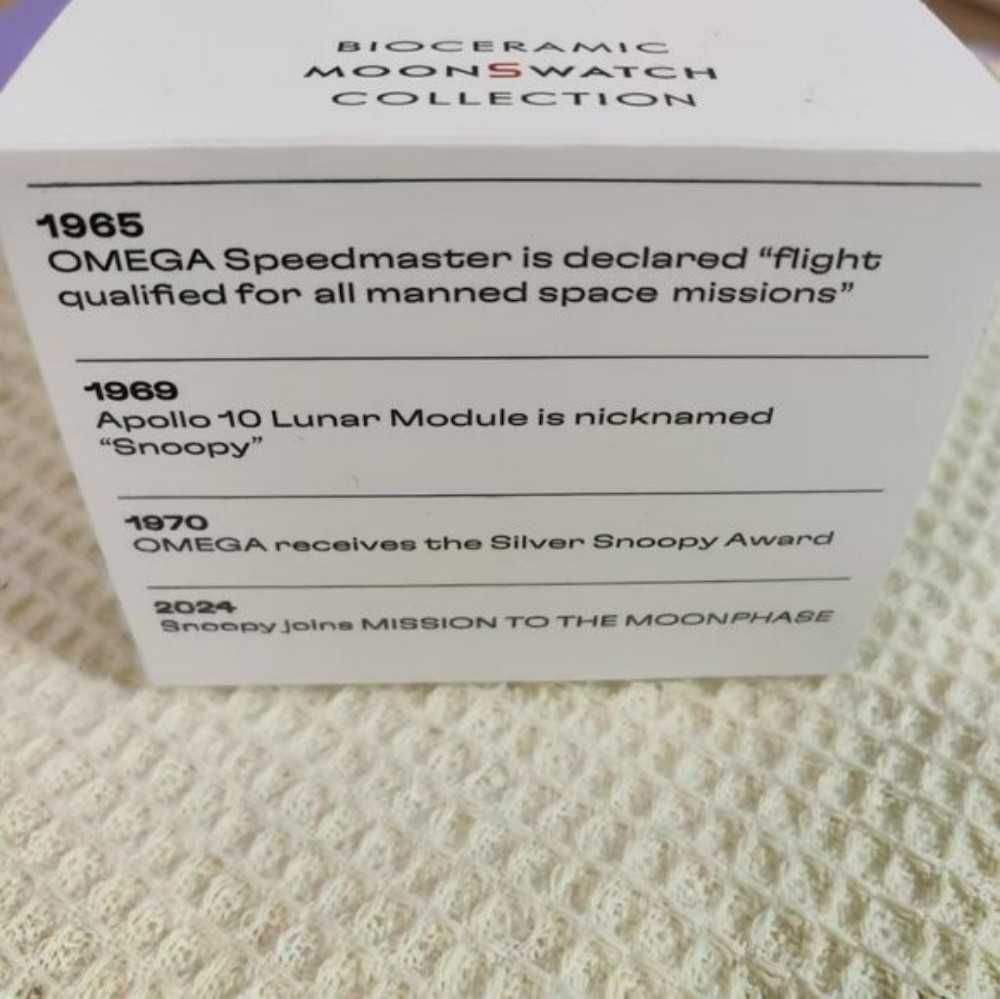 BIOCERAMIC
MOONSWATCH
COLLECTION
1965
OMEGA Speedmaster is declared “flight
qualified for all manned space missions”
1969
Apollo 10 Lunar Module is nicknamed
“Snoopy”
1970
OMEGA receives the Silver Snoopy Award
2024
Snoopy joins MISSION TO THE MOONPHASE